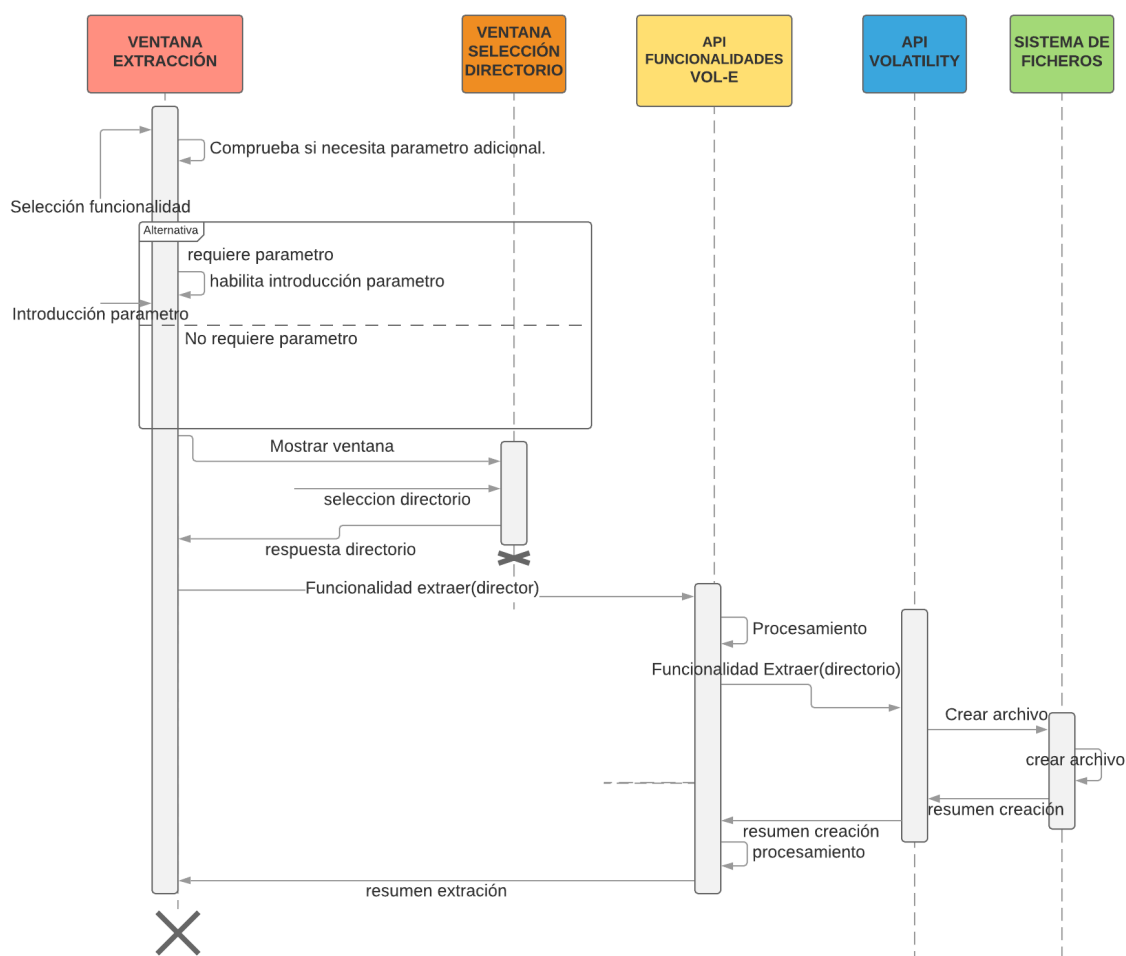 VENTANA
EXTRACCIÓN
VENTANA
SELECCIÓN
DIRECTORIO
API
FUNCIONALIDADES
VOL-E
API
VOLATILITY
SISTEMA DE
FICHEROS
Comprueba si necesita parametro adicional.
Selección funcionalidad
Alternativa
requiere parametro
habilita introducción parametro
Introducción parametro
No requiere parametro
Mostrar ventana
seleccion directorio
respuesta directorio
Funcionalidad extraer(director)
Procesamiento
Funcionalidad Extraer(directorio)
Crear archivo
crear archivo
resumen creación
resumen creación
procesamiento
resumen extración